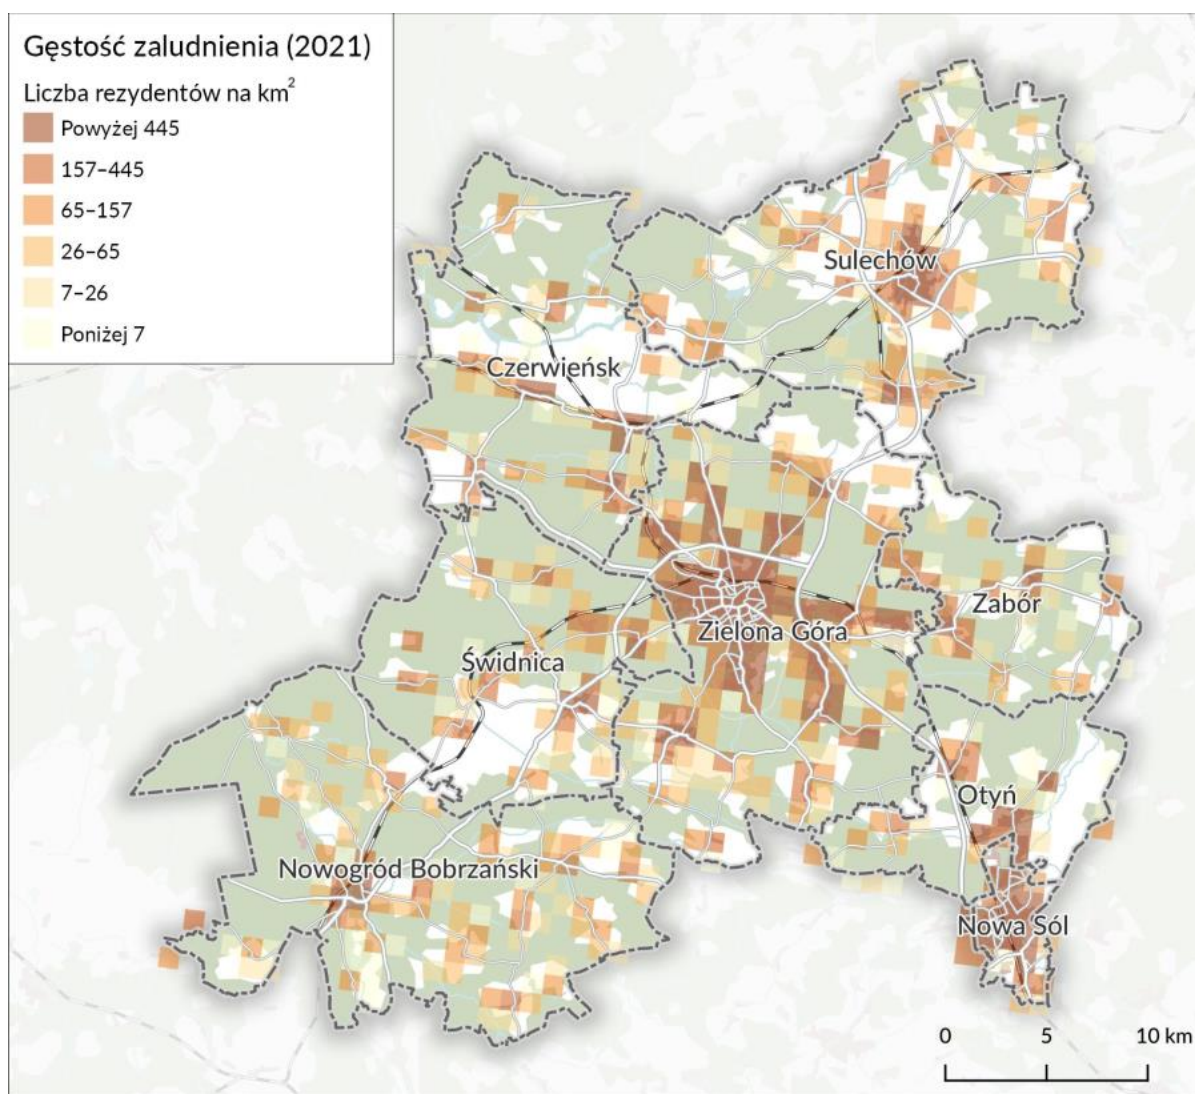 Gęstość zaludnienia (2021)
Liczba rezydentów na km²
Powyżej 445
157–445
65–157
26–65
7–26
Poniżej 7
Sulechów
Czerwieńsk
Zabór
Zielona Góra
Świdnica
Otyń
Nowogród Bobrzański
Nowa Sól
0 5 10 km